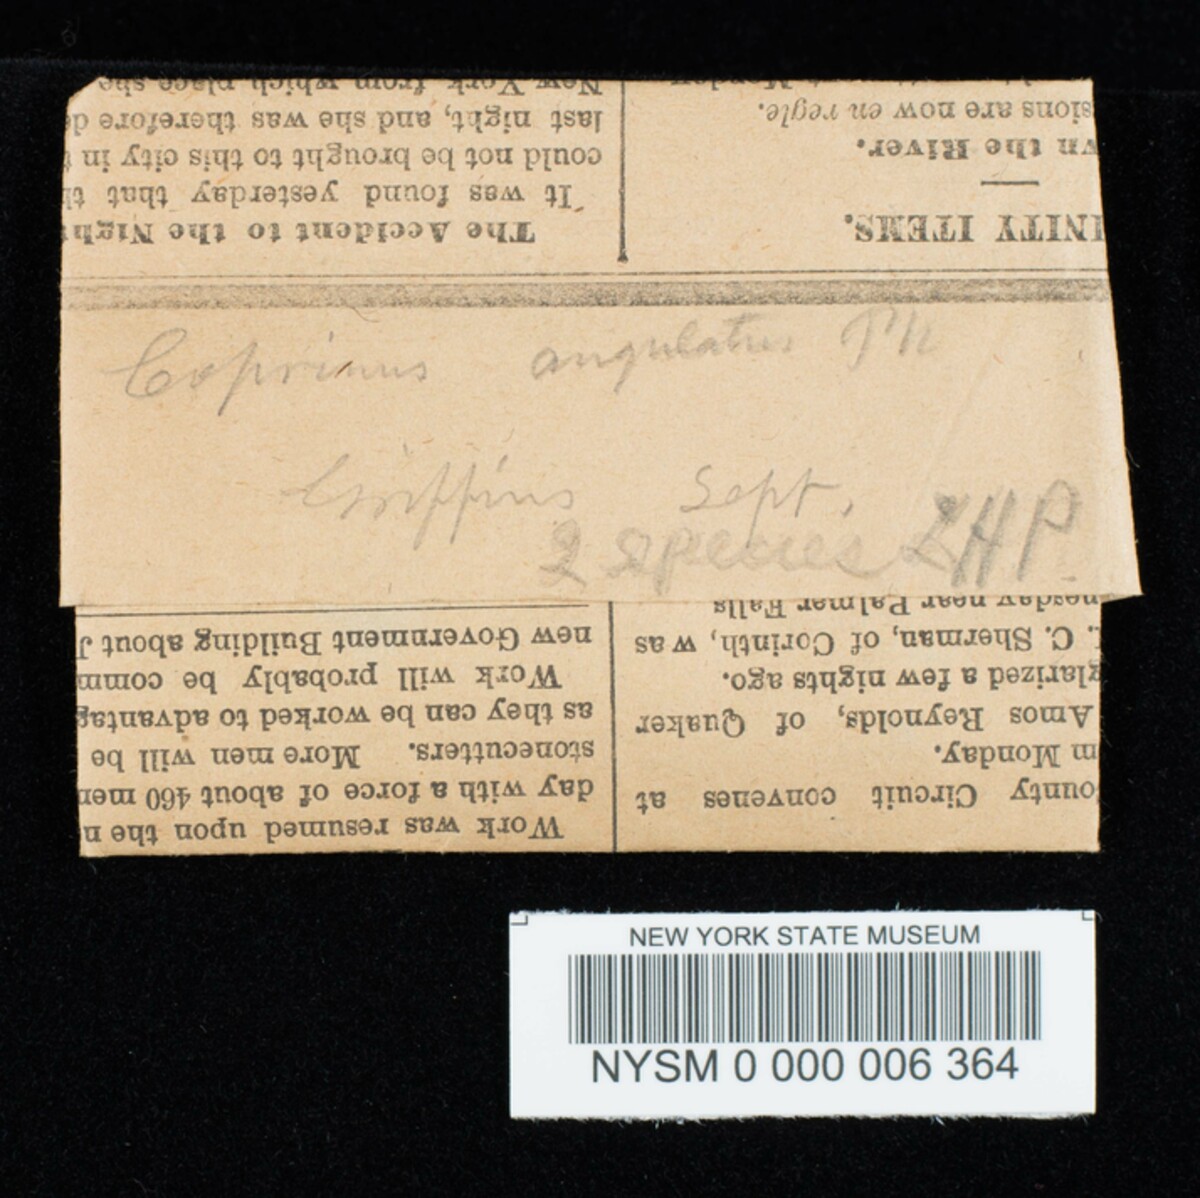 New York from which place she
last night, and she was therefore de
could not be brought to this city in t
It was found yesterday that th
The Accident to the Night
sions are now en regle.
vn the River.
INITY ITEMS.
Coprinus angulatus Pk
Griffins Sept.
2 species LHP
new Government Building about J
Work will probably be comm
as they can be worked to advantag
stonecutters. More men will be
day with a force of about 460 men
Work was resumed upon the n
nesday near Palmer Falls
. C. Sherman, of Corinth, was
glarized a few nights ago.
Amos Reynolds, of Quaker
m Monday.
ounty Circuit convenes at
NEW YORK STATE MUSEUM
NYSM 0 000 006 364